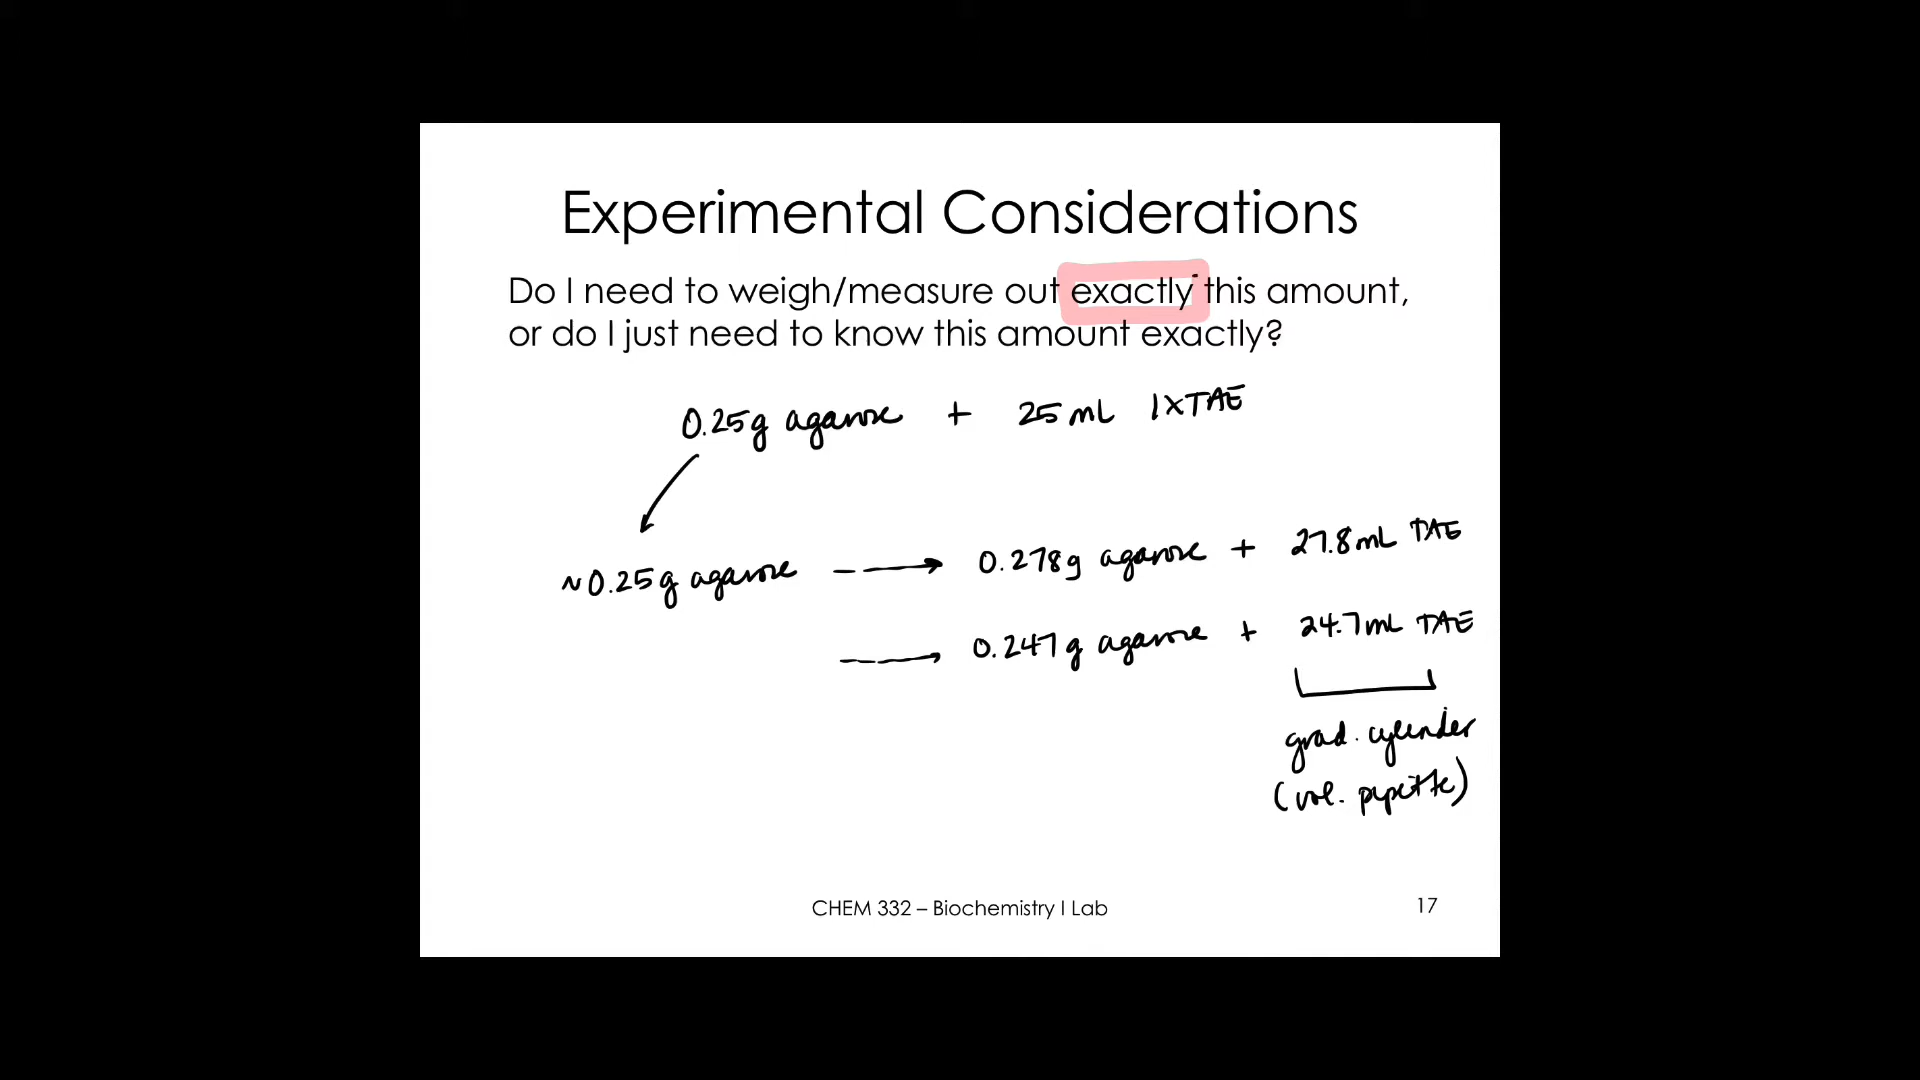 Experimental Considerations
Do I need to weigh/measure out exactly this amount,
or do I just need to know this amount exactly?
0.25g agarose + 25 mL 1XTAE
~0.25g agarose → 0.278g agarose + 27.8mL TAE
→ 0.247g agarose + 24.7mL TAE
grad. cylinder
(vol. pipette)
CHEM 332 – Biochemistry I Lab
17